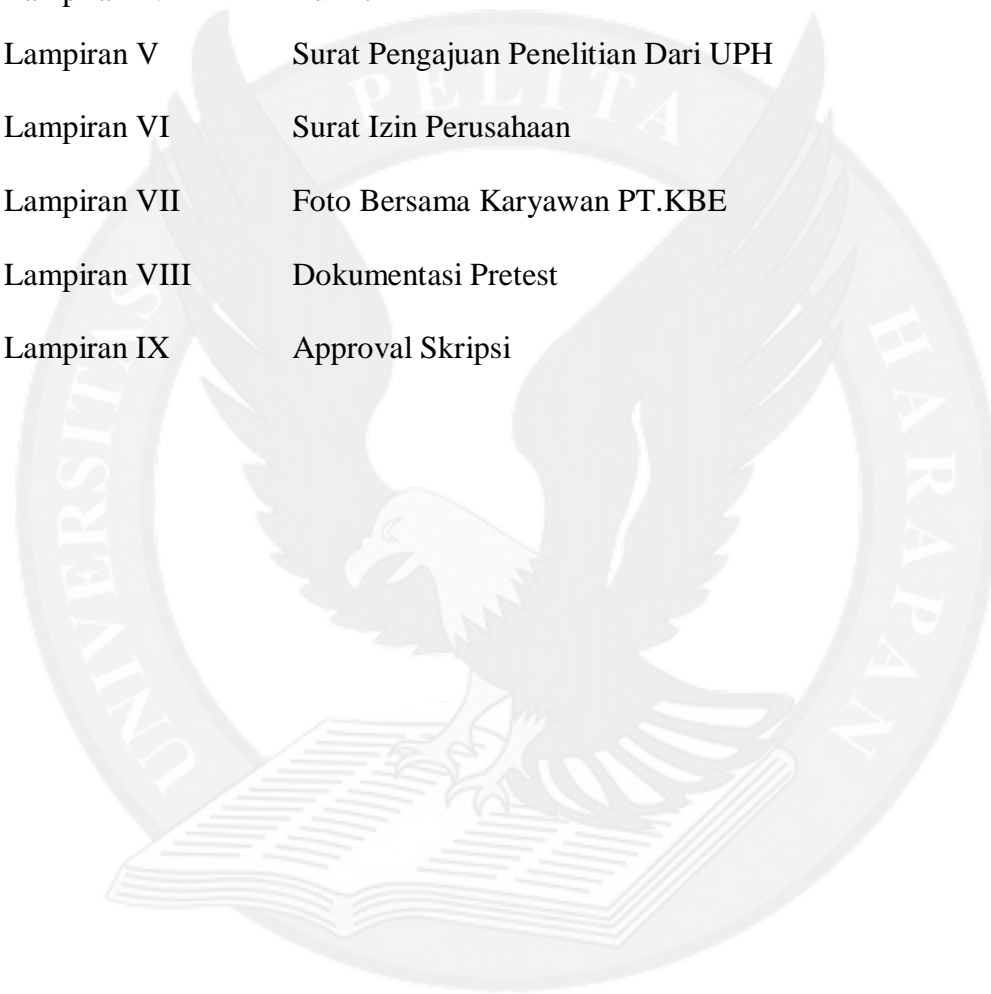 Lampiran V Surat Pengajuan Penelitian Dari UPH
Lampiran VI Surat Izin Perusahaan
Lampiran VII Foto Bersama Karyawan PT.KBE
Lampiran VIII Dokumentasi Pretest
Lampiran IX Approval Skripsi
UNIVERSITAS PELITA HARAPAN